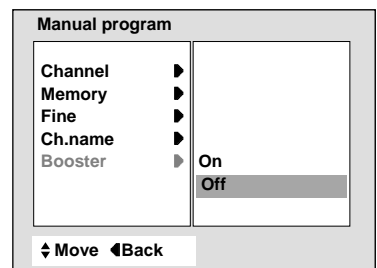 Manual program
Channel
Memory
Fine
Ch.name
Booster
On
Off
Move Back